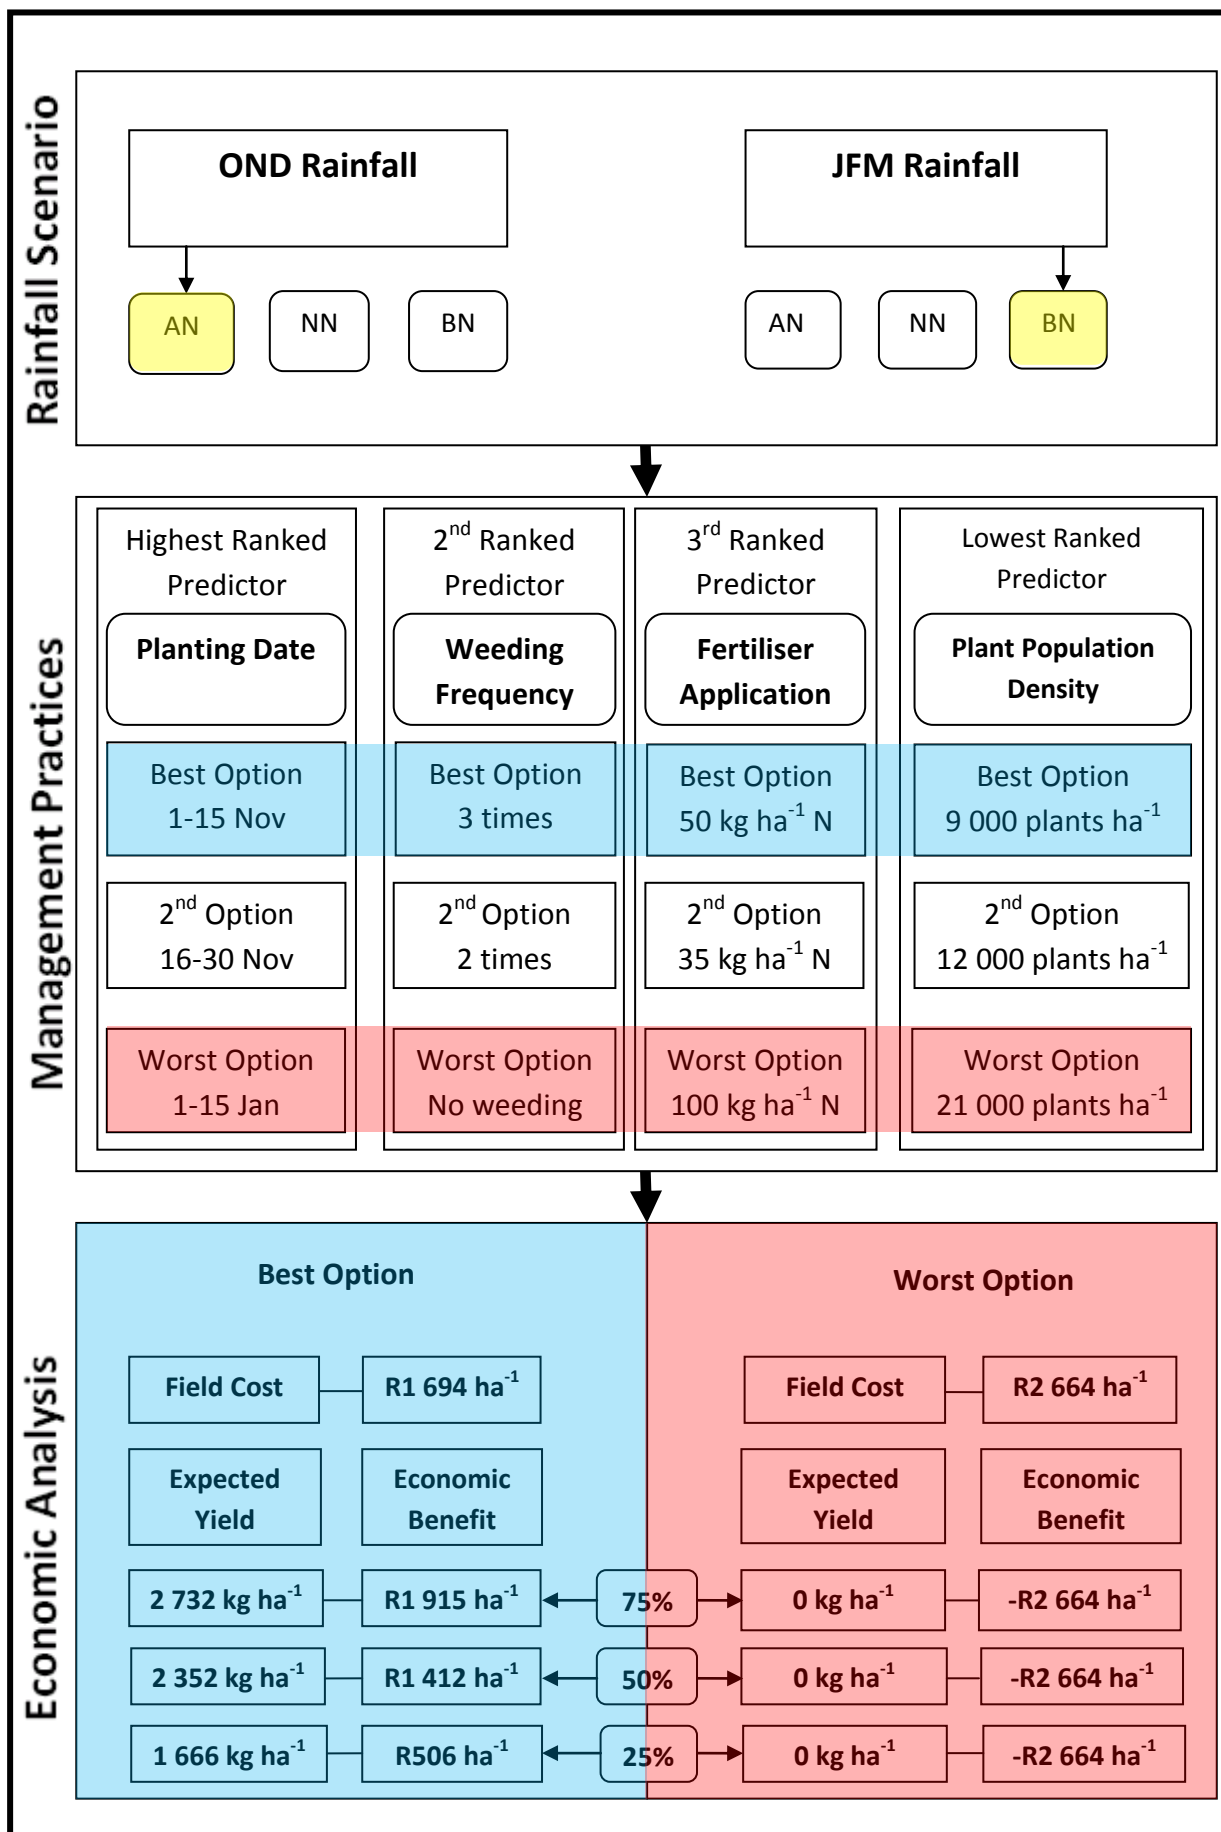 Rainfall Scenario
OND Rainfall
JFM Rainfall
AN
NN
BN
AN
NN
BN
Management Practices
Highest Ranked
Predictor
Planting Date
Best Option
1-15 Nov
2nd Option
16-30 Nov
Worst Option
1-15 Jan
2nd Ranked
Predictor
Weeding
Frequency
Best Option
3 times
2nd Option
2 times
Worst Option
No weeding
3rd Ranked
Predictor
Fertiliser
Application
Best Option
50 kg ha⁻¹ N
2nd Option
35 kg ha⁻¹ N
Worst Option
100 kg ha⁻¹ N
Lowest Ranked
Predictor
Plant Population
Density
Best Option
9 000 plants ha⁻¹
2nd Option
12 000 plants ha⁻¹
Worst Option
21 000 plants ha⁻¹
Economic Analysis
Best Option
Worst Option
Field Cost
R1 694 ha⁻¹
Field Cost
R2 664 ha⁻¹
Expected
Yield
Economic
Benefit
Expected
Yield
Economic
Benefit
2 732 kg ha⁻¹
R1 915 ha⁻¹
75%
0 kg ha⁻¹
-R2 664 ha⁻¹
2 352 kg ha⁻¹
R1 412 ha⁻¹
50%
0 kg ha⁻¹
-R2 664 ha⁻¹
1 666 kg ha⁻¹
R506 ha⁻¹
25%
0 kg ha⁻¹
-R2 664 ha⁻¹